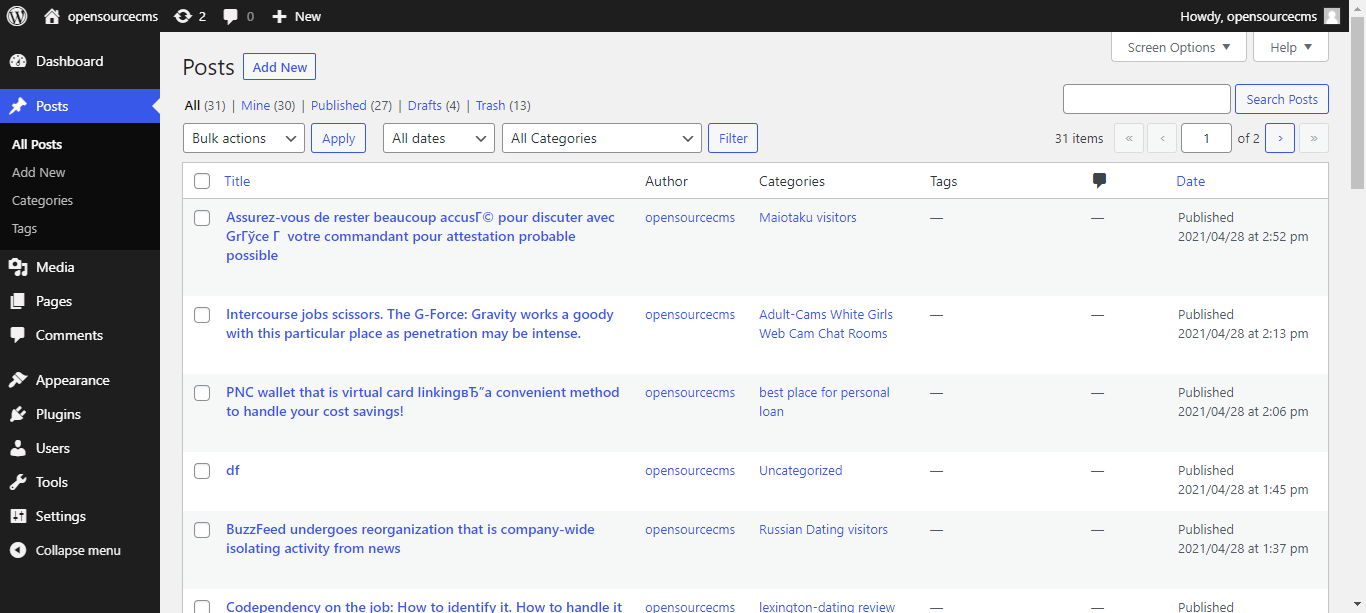 opensourcecms 2 0 New Howdy, opensourcecms
Dashboard
Posts
All Posts
Add New
Categories
Tags
Media
Pages
Comments
Appearance
Plugins
Users
Tools
Settings
Collapse menu
Screen Options Help
Posts Add New
All (31) | Mine (30) | Published (27) | Drafts (4) | Trash (13)
Search Posts
Bulk actions Apply All dates All Categories Filter 31 items « ‹ 1 of 2 › »
Title Author Categories Tags Date
Assurez-vous de rester beaucoup accusГ© pour discuter avec opensourcecms Maiotaku visitors — — Published
GrГўce Г  votre commandant pour attestation probable 2021/04/28 at 2:52 pm
possible
Intercourse jobs scissors. The G-Force: Gravity works a goody opensourcecms Adult-Cams White Girls — — Published
with this particular place as penetration may be intense. Web Cam Chat Rooms 2021/04/28 at 2:13 pm
PNC wallet that is virtual card linkingвЂ”a convenient method opensourcecms best place for personal — — Published
to handle your cost savings! loan 2021/04/28 at 2:06 pm
df opensourcecms Uncategorized — — Published
2021/04/28 at 1:45 pm
BuzzFeed undergoes reorganization that is company-wide opensourcecms Russian Dating visitors — — Published
isolating activity from news 2021/04/28 at 1:37 pm
Codependency on the job: How to identify it. How to handle it opensourcecms lexington-dating review — — Published